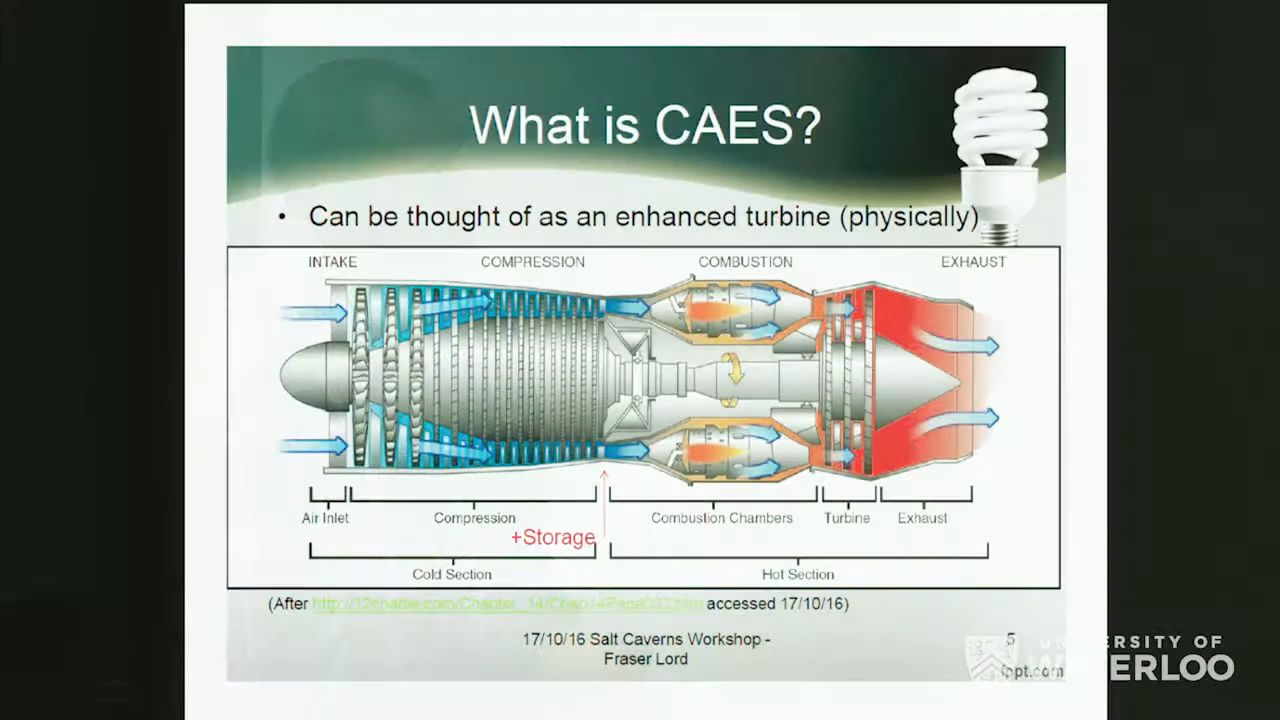 What is CAES?
• Can be thought of as an enhanced turbine (physically)
INTAKE COMPRESSION COMBUSTION EXHAUST
Air Inlet Compression Combustion Chambers Turbine Exhaust
+Storage
Cold Section Hot Section
(After accessed 17/10/16)
17/10/16 Salt Caverns Workshop -
Fraser Lord
5
fppt.com
UNIVERSITY OF
WATERLOO